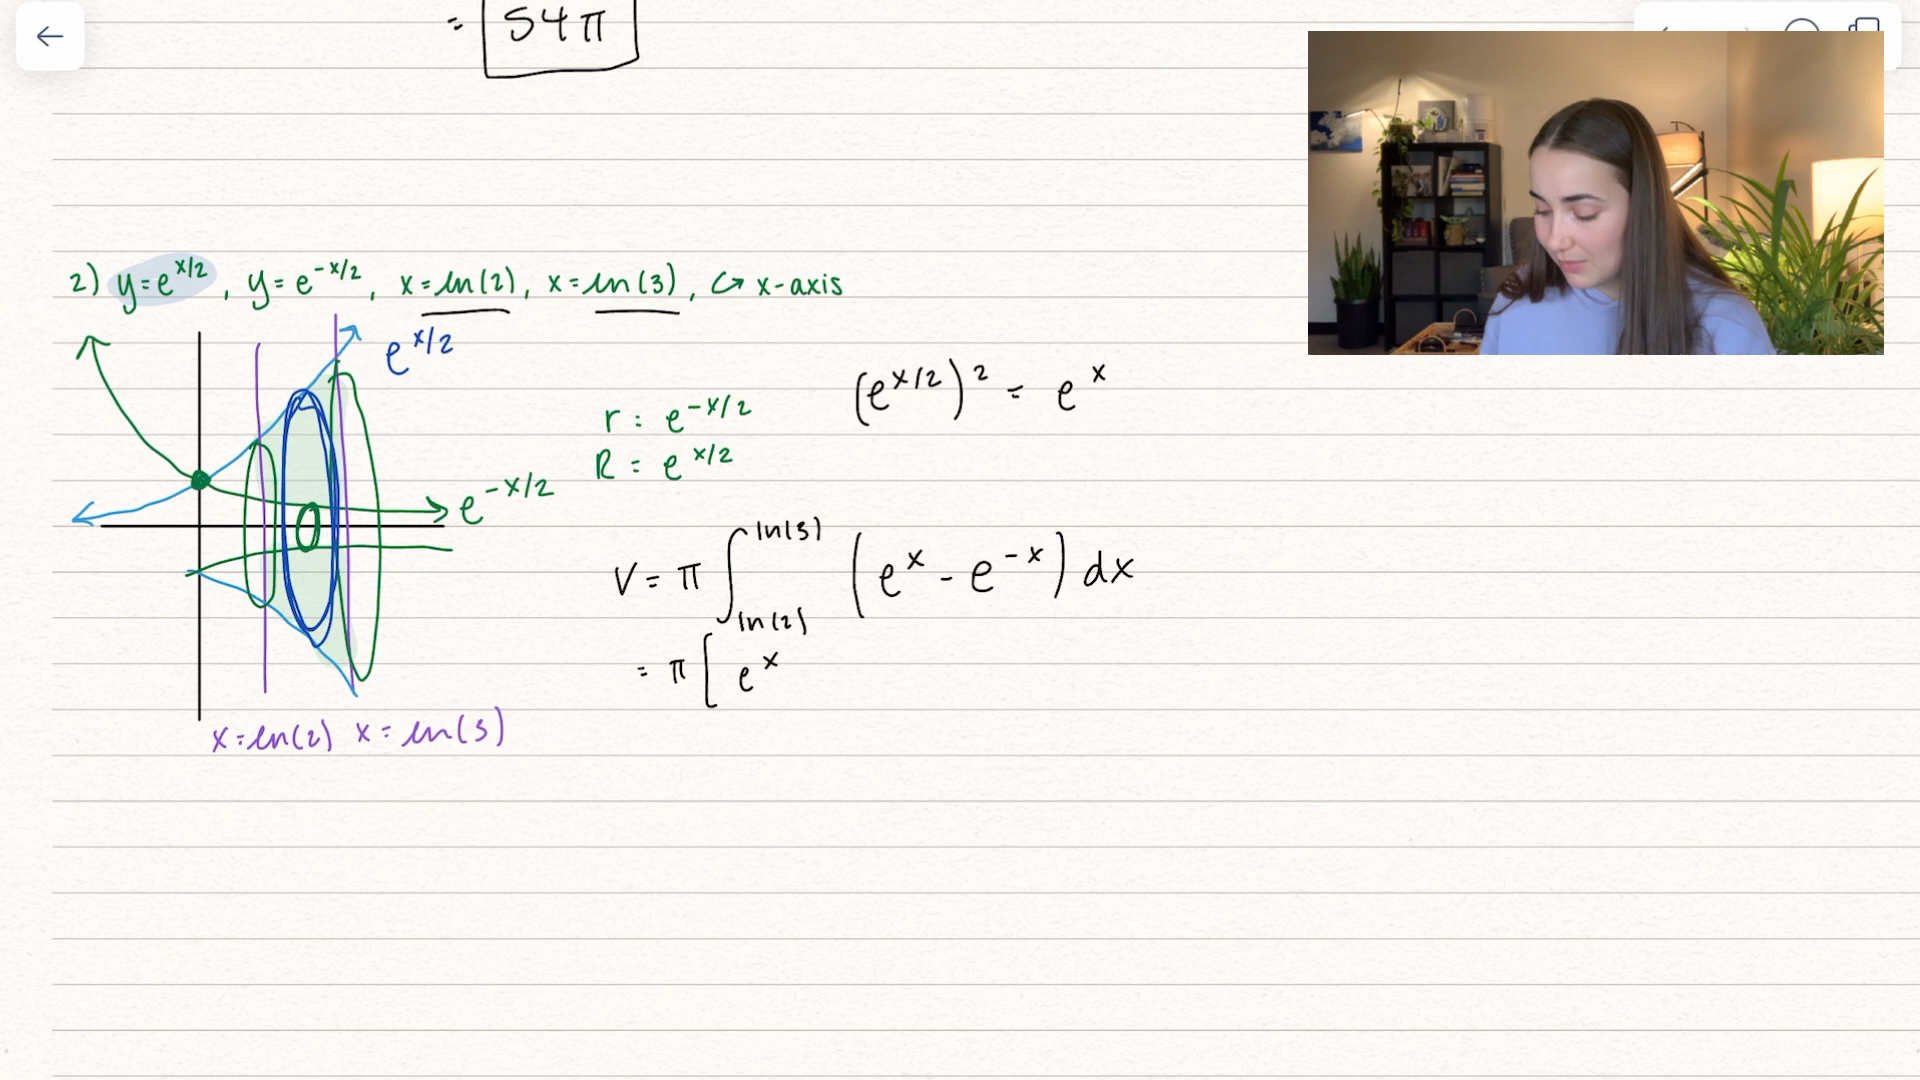 = 54π
2) y=e^{x/2}, y=e^{-x/2}, x=ln(2), x=ln(3), ↪ x-axis
e^{x/2}
(e^{x/2})^2 = e^x
r = e^{-x/2}
R = e^{x/2}
e^{-x/2}
V = π ∫_{ln(2)}^{ln(3)} (e^x - e^{-x}) dx
= π [ e^x
x=ln(2) x=ln(3)